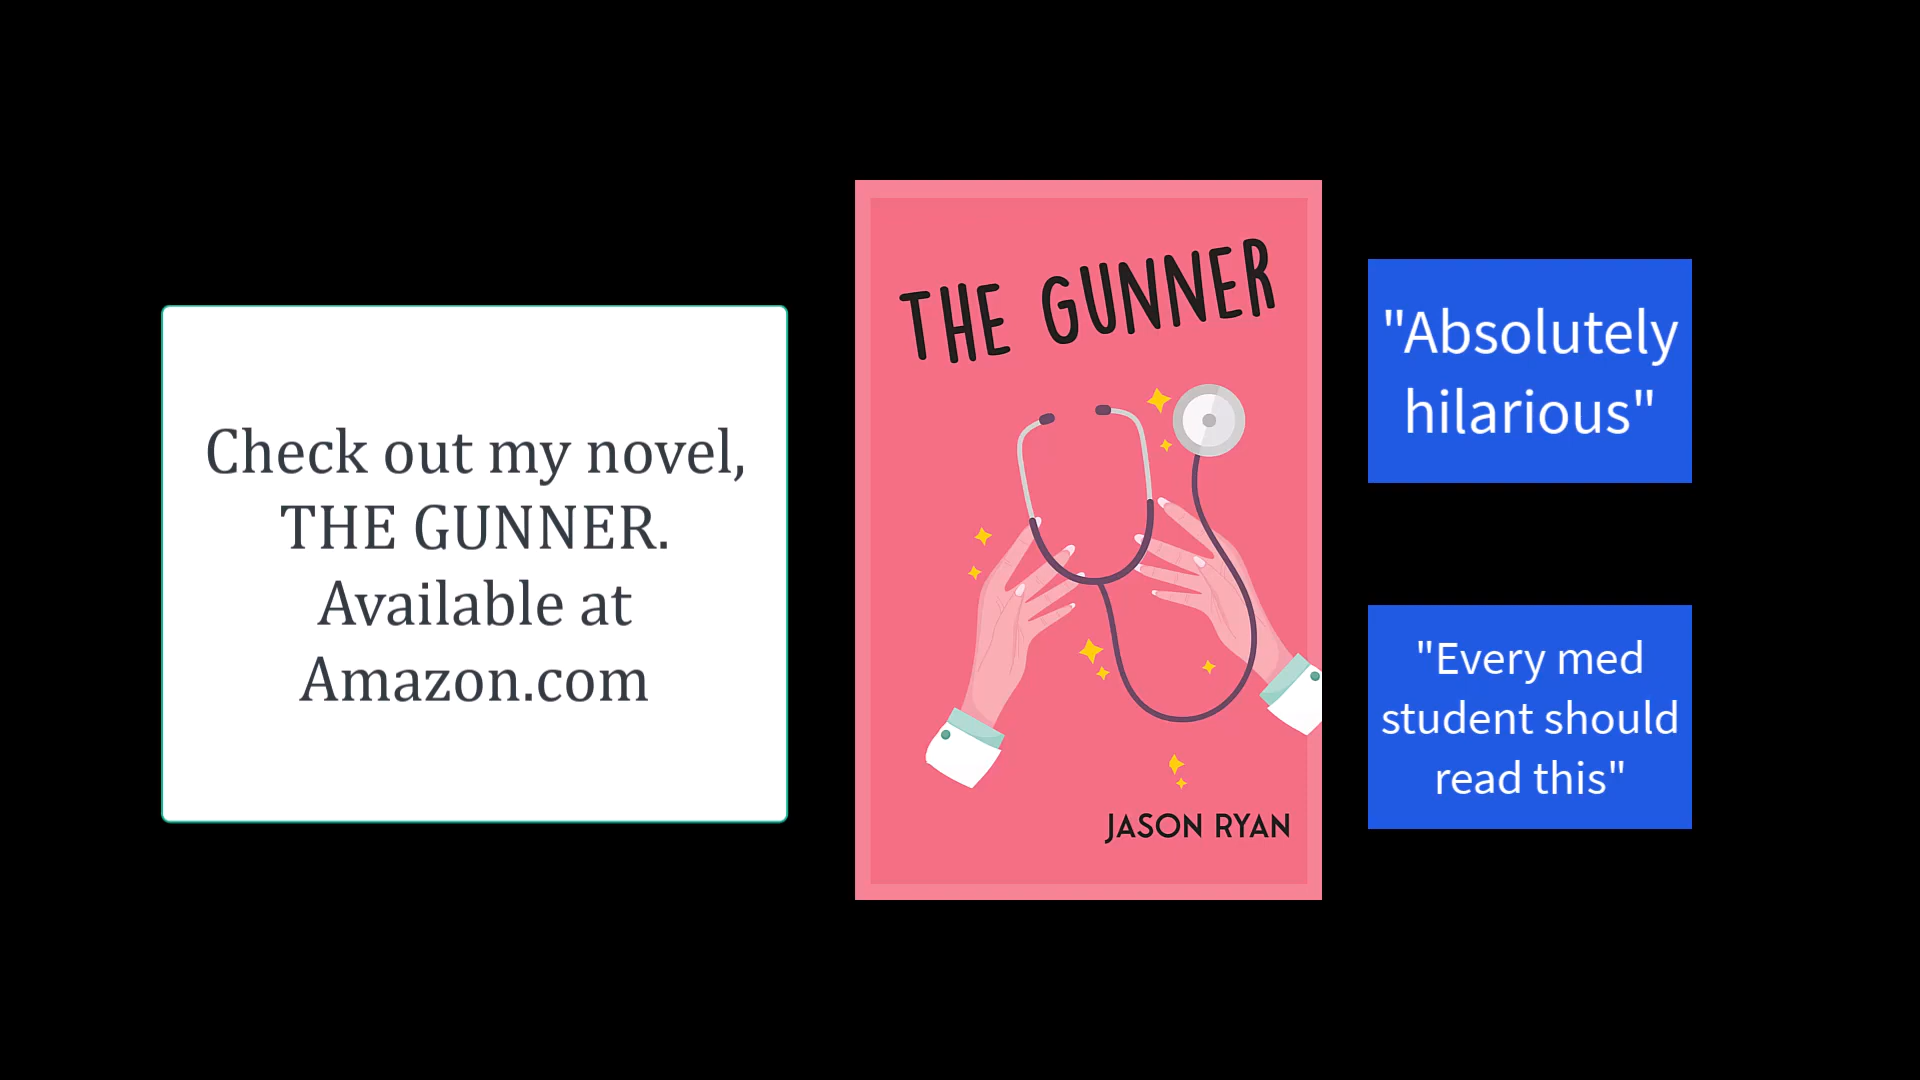 Check out my novel,
THE GUNNER.
Available at
Amazon.com
THE GUNNER
JASON RYAN
"Absolutely
hilarious"
"Every med
student should
read this"